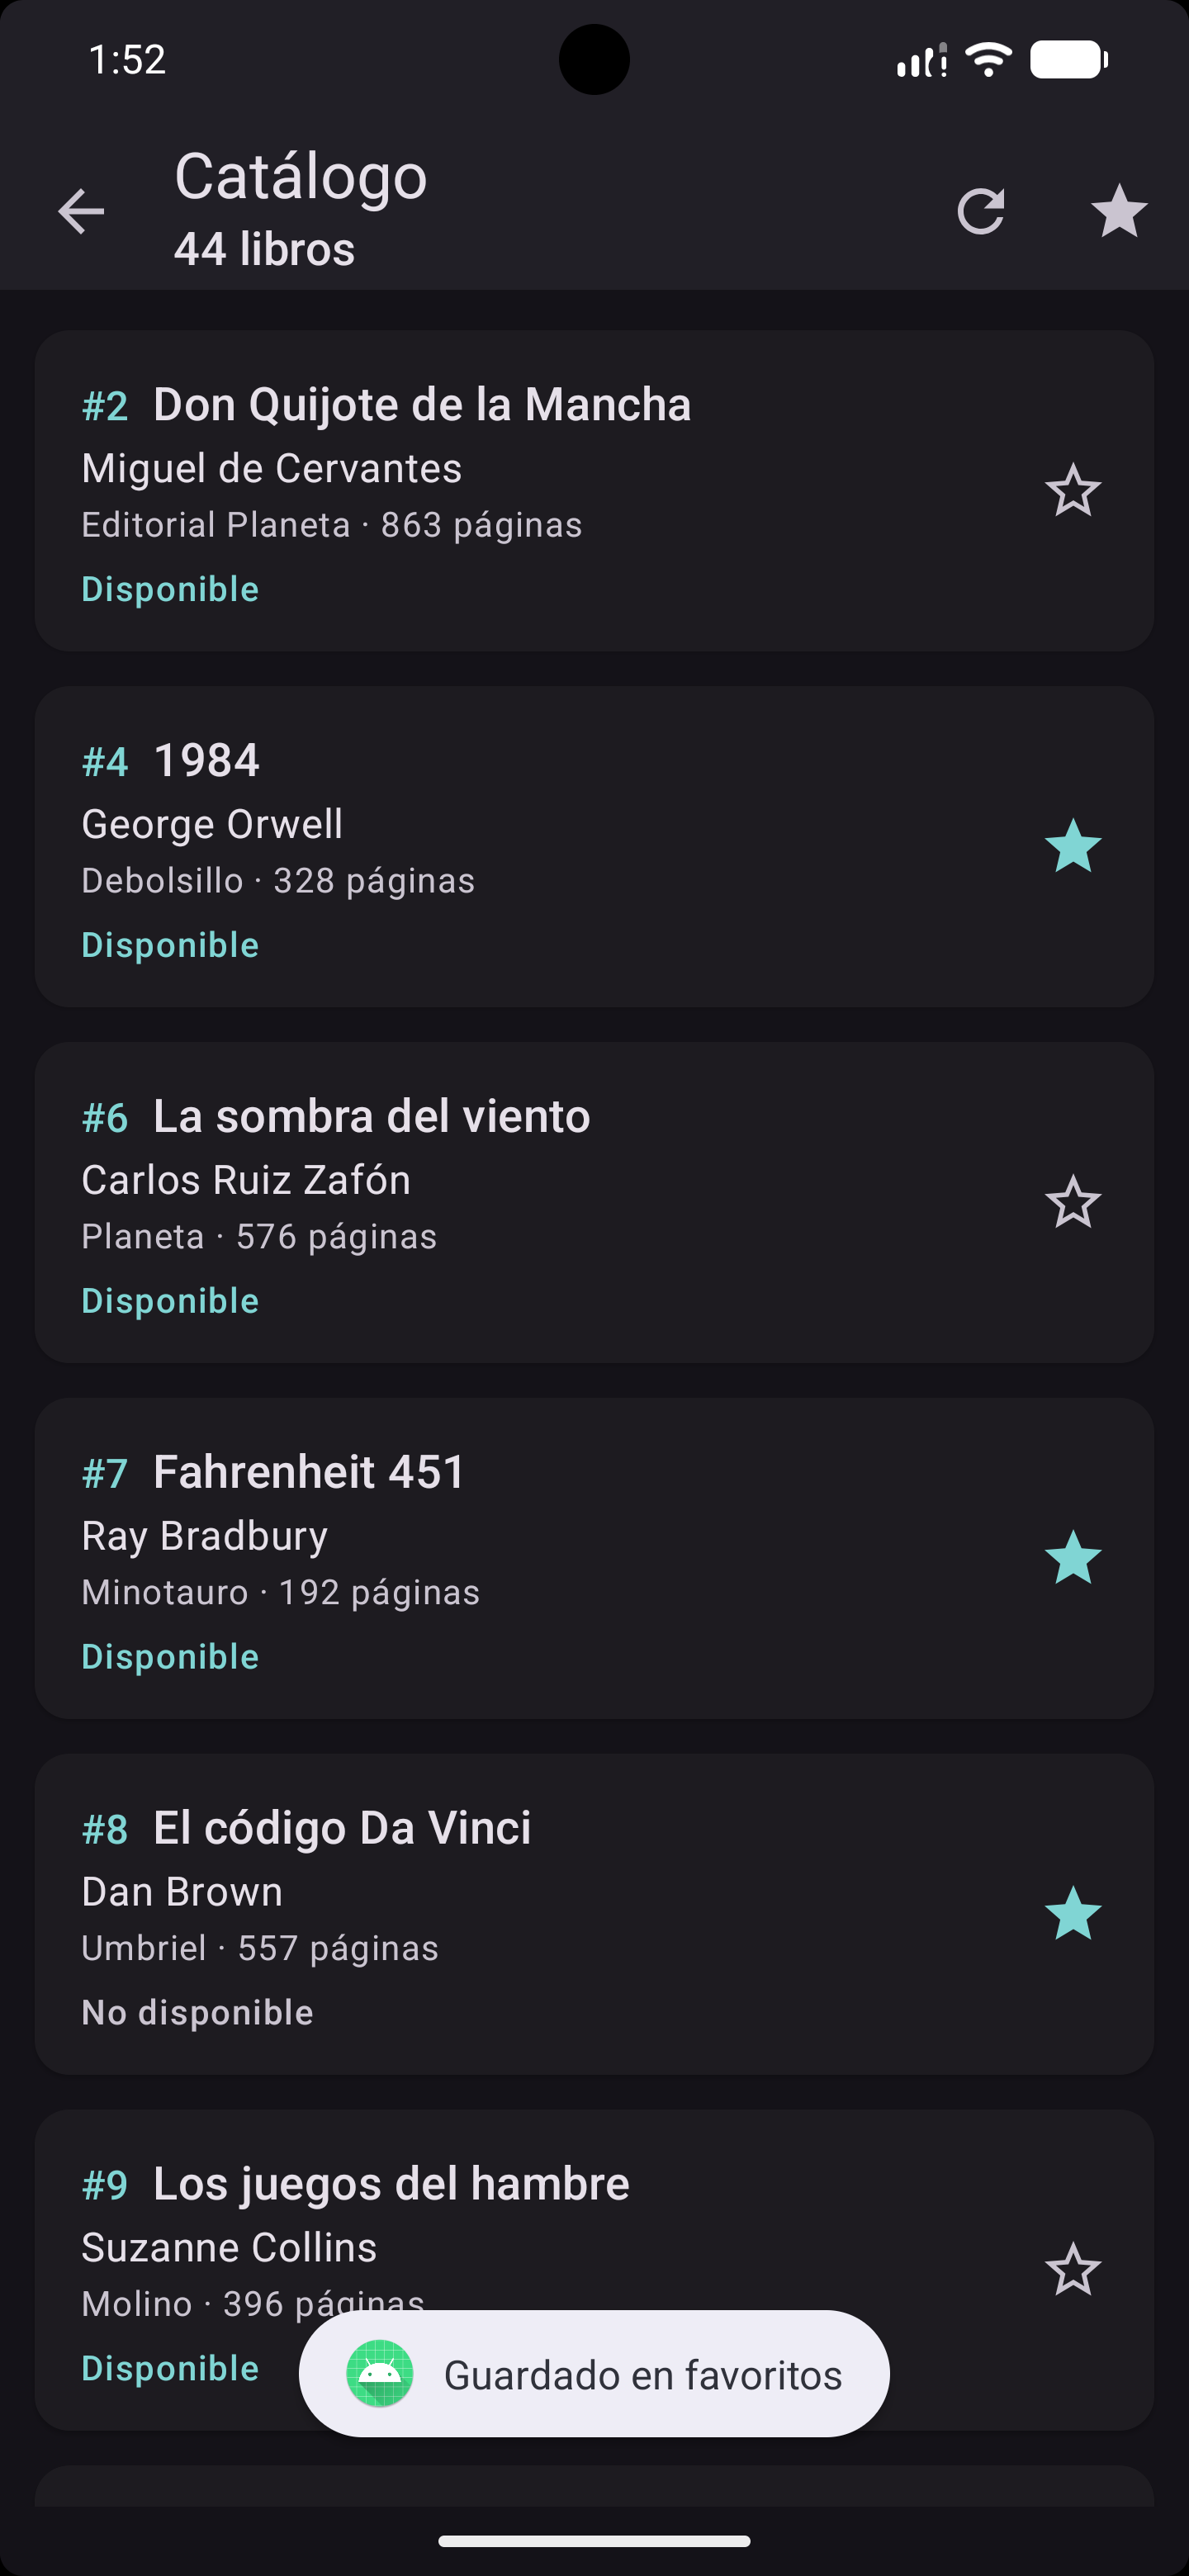 1:52
Catálogo
44 libros
#2 Don Quijote de la Mancha
Miguel de Cervantes
Editorial Planeta · 863 páginas
Disponible
#4 1984
George Orwell
Debolsillo · 328 páginas
Disponible
#6 La sombra del viento
Carlos Ruiz Zafón
Planeta · 576 páginas
Disponible
#7 Fahrenheit 451
Ray Bradbury
Minotauro · 192 páginas
Disponible
#8 El código Da Vinci
Dan Brown
Umbriel · 557 páginas
No disponible
#9 Los juegos del hambre
Suzanne Collins
Molino · 396 páginas
Disponible
Guardado en favoritos